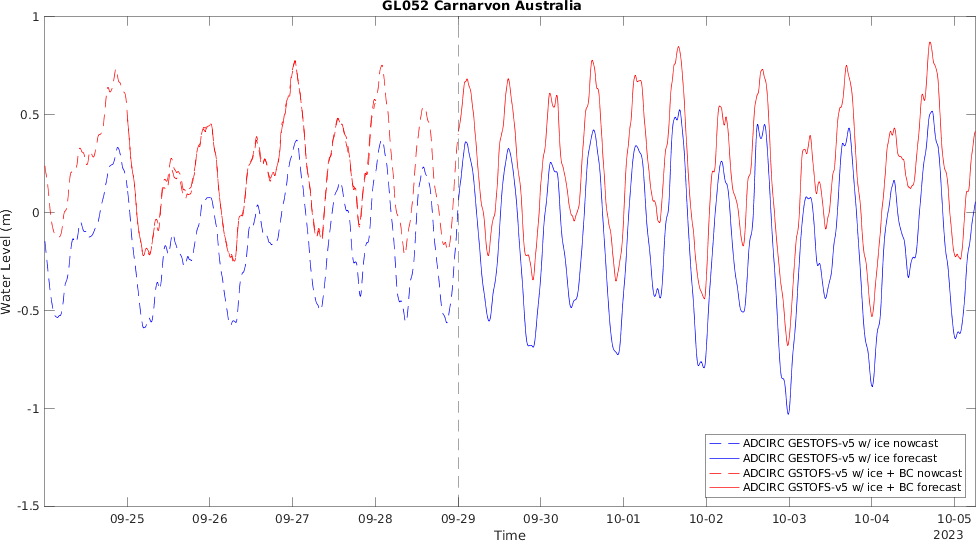 GL052 Carnarvon Australia
1
0.5
0
-0.5
-1
-1.5
Water Level (m)
ADCIRC GESTOFS-v5 w/ ice nowcast
ADCIRC GESTOFS-v5 w/ ice forecast
ADCIRC GSTOFS-v5 w/ ice + BC nowcast
ADCIRC GSTOFS-v5 w/ ice + BC forecast
09-25 09-26 09-27 09-28 09-29 09-30 10-01 10-02 10-03 10-04 10-05
Time
2023